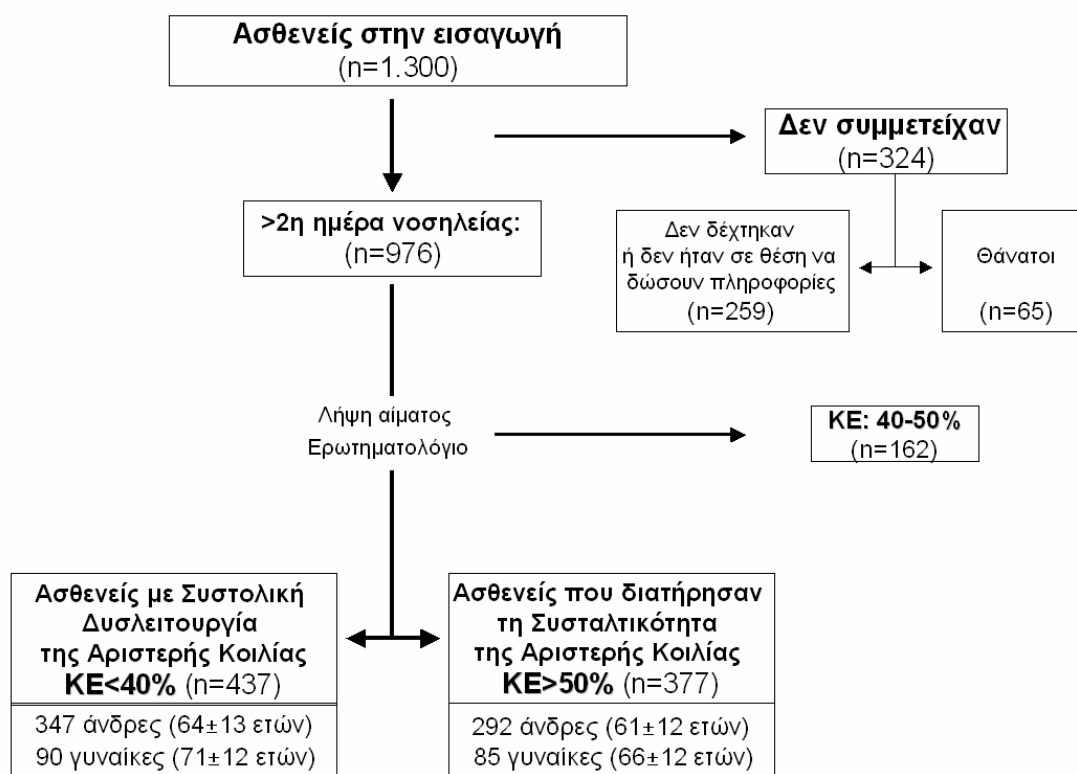 Ασθενείς στην εισαγωγή
(n=1.300)
Δεν συμμετείχαν
(n=324)
>2η ημέρα νοσηλείας:
(n=976)
Δεν δέχτηκαν
ή δεν ήταν σε θέση να
δώσουν πληροφορίες
(n=259)
Θάνατοι
(n=65)
Λήψη αίματος
Ερωτηματολόγιο
ΚΕ: 40-50%
(n=162)
Ασθενείς με Συστολική
Δυσλειτουργία
της Αριστερής Κοιλίας
ΚΕ<40% (n=437)
347 άνδρες (64±13 ετών)
90 γυναίκες (71±12 ετών)
Ασθενείς που διατήρησαν
τη Συσταλτικότητα
της Αριστερής Κοιλίας
ΚΕ>50% (n=377)
292 άνδρες (61±12 ετών)
85 γυναίκες (66±12 ετών)